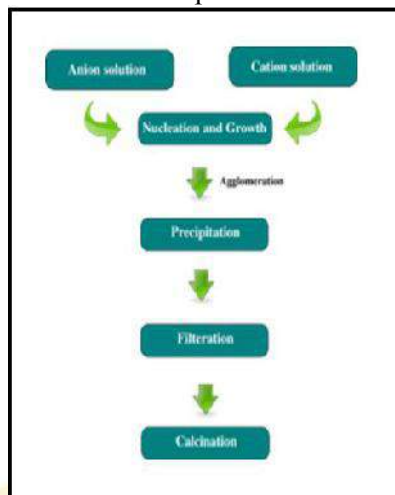 Anion solution
Cation solution
Nucleation and Growth
Agglomeration
Precipitation
Filteration
Calcination